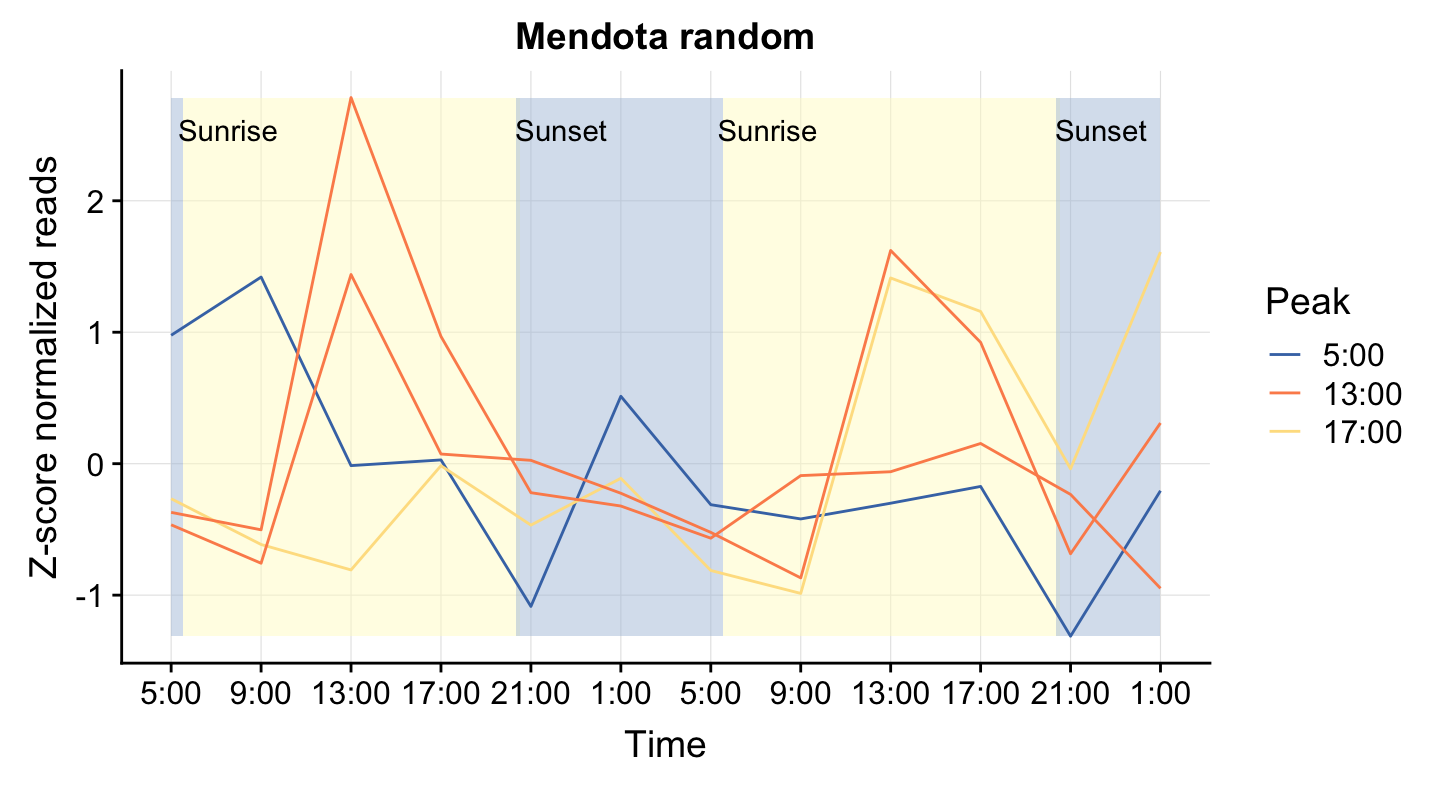 Mendota random
Sunrise
Sunset
Sunrise
Sunset
Z-score normalized reads
2
1
0
-1
5:00 9:00 13:00 17:00 21:00 1:00 5:00 9:00 13:00 17:00 21:00 1:00
Time
Peak
5:00
13:00
17:00